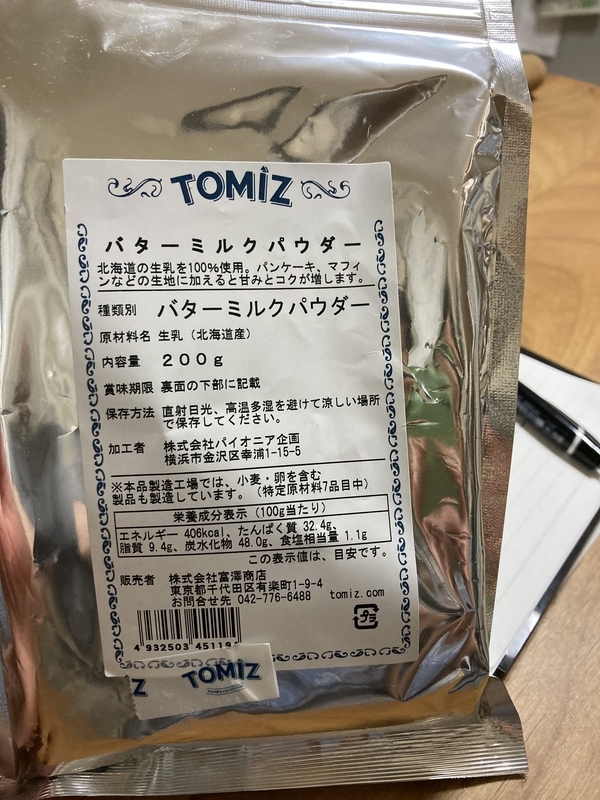 TOMIZ
バターミルクパウダー
北海道の生乳を100%使用。パンケーキ、マフィ
ンなどの生地に加えると甘みとコクが増します。
種類別 バターミルクパウダー
原材料名 生乳（北海道産）
内容量 200g
賞味期限 裏面の下部に記載
保存方法 直射日光、高温多湿を避けて涼しい場所
で保存してください。
加工者 株式会社パイオニア企画
横浜市金沢区幸浦1-15-5
※本品製造工場では、小麦・卵を含む
製品も製造しています。（特定原材料7品目中）
栄養成分表示（100g当たり）
エネルギー 406kcal、たんぱく質 32.4g、
脂質 9.4g、炭水化物 48.0g、食塩相当量 1.1g
この表示値は、目安です。
販売者 株式会社富澤商店
東京都千代田区有楽町1-9-4
お問合せ先 042-776-6488 tomiz.com
プラ
4 932503 45119
Z TOMIZ